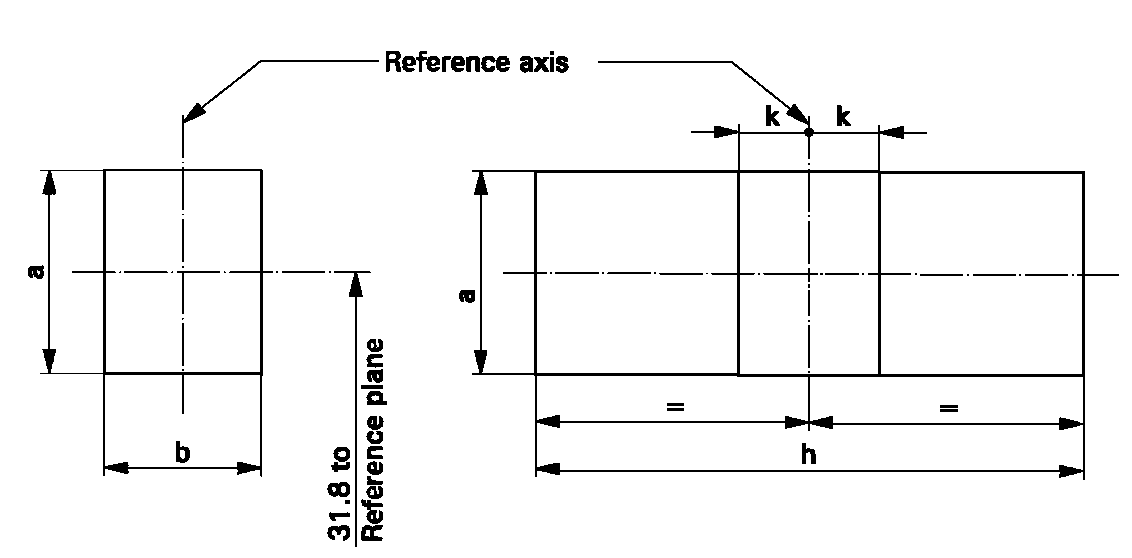 Reference axis
k k
a
a
=
=
b
h
31.8 to
Reference plane